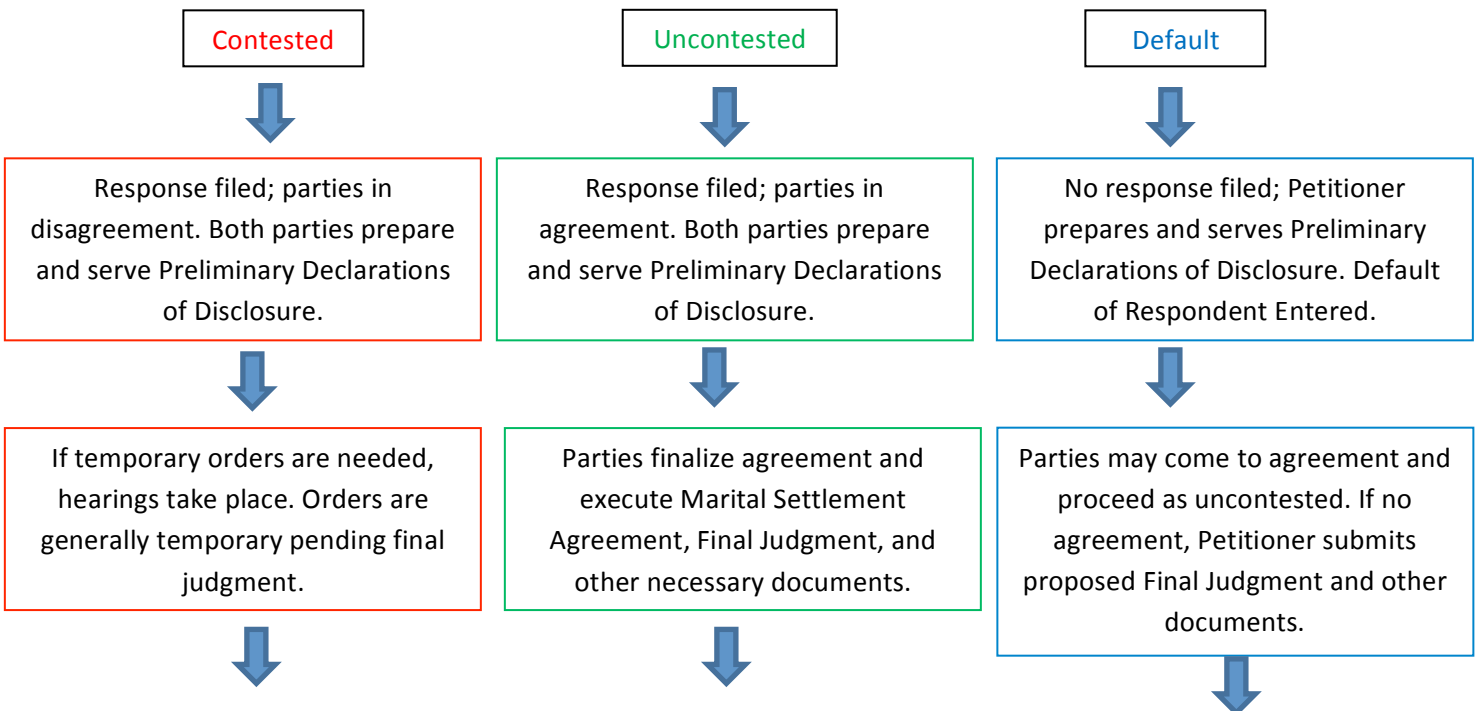 Contested
Uncontested
Default
Response filed; parties in
disagreement. Both parties prepare
and serve Preliminary Declarations
of Disclosure.
Response filed; parties in
agreement. Both parties prepare
and serve Preliminary Declarations
of Disclosure.
No response filed; Petitioner
prepares and serves Preliminary
Declarations of Disclosure. Default
of Respondent Entered.
If temporary orders are needed,
hearings take place. Orders are
generally temporary pending final
judgment.
Parties finalize agreement and
execute Marital Settlement
Agreement, Final Judgment, and
other necessary documents.
Parties may come to agreement and
proceed as uncontested. If no
agreement, Petitioner submits
proposed Final Judgment and other
documents.